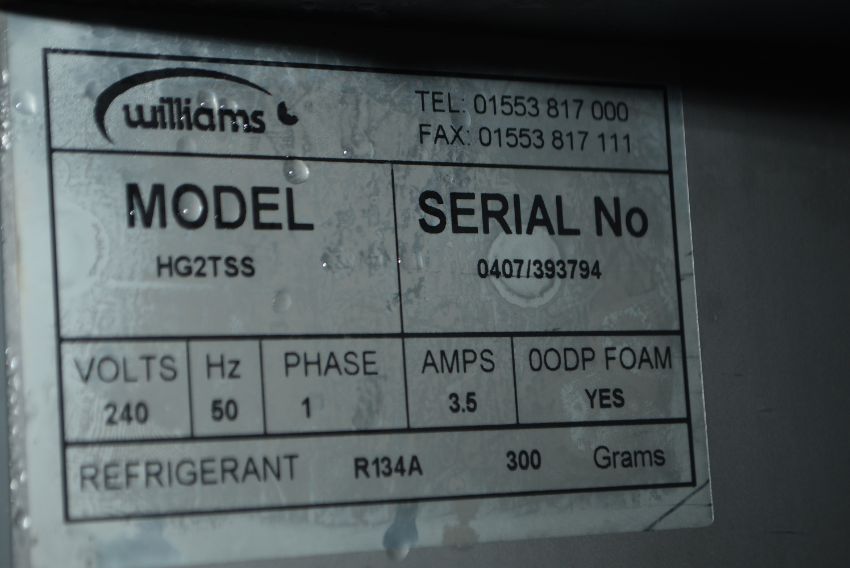 williams
TEL: 01553 817 000
FAX: 01553 817 111
MODEL
HG2TSS
SERIAL No
0407/393794
VOLTS
240
Hz
50
PHASE
1
AMPS
3.5
0ODP FOAM
YES
REFRIGERANT R134A 300 Grams